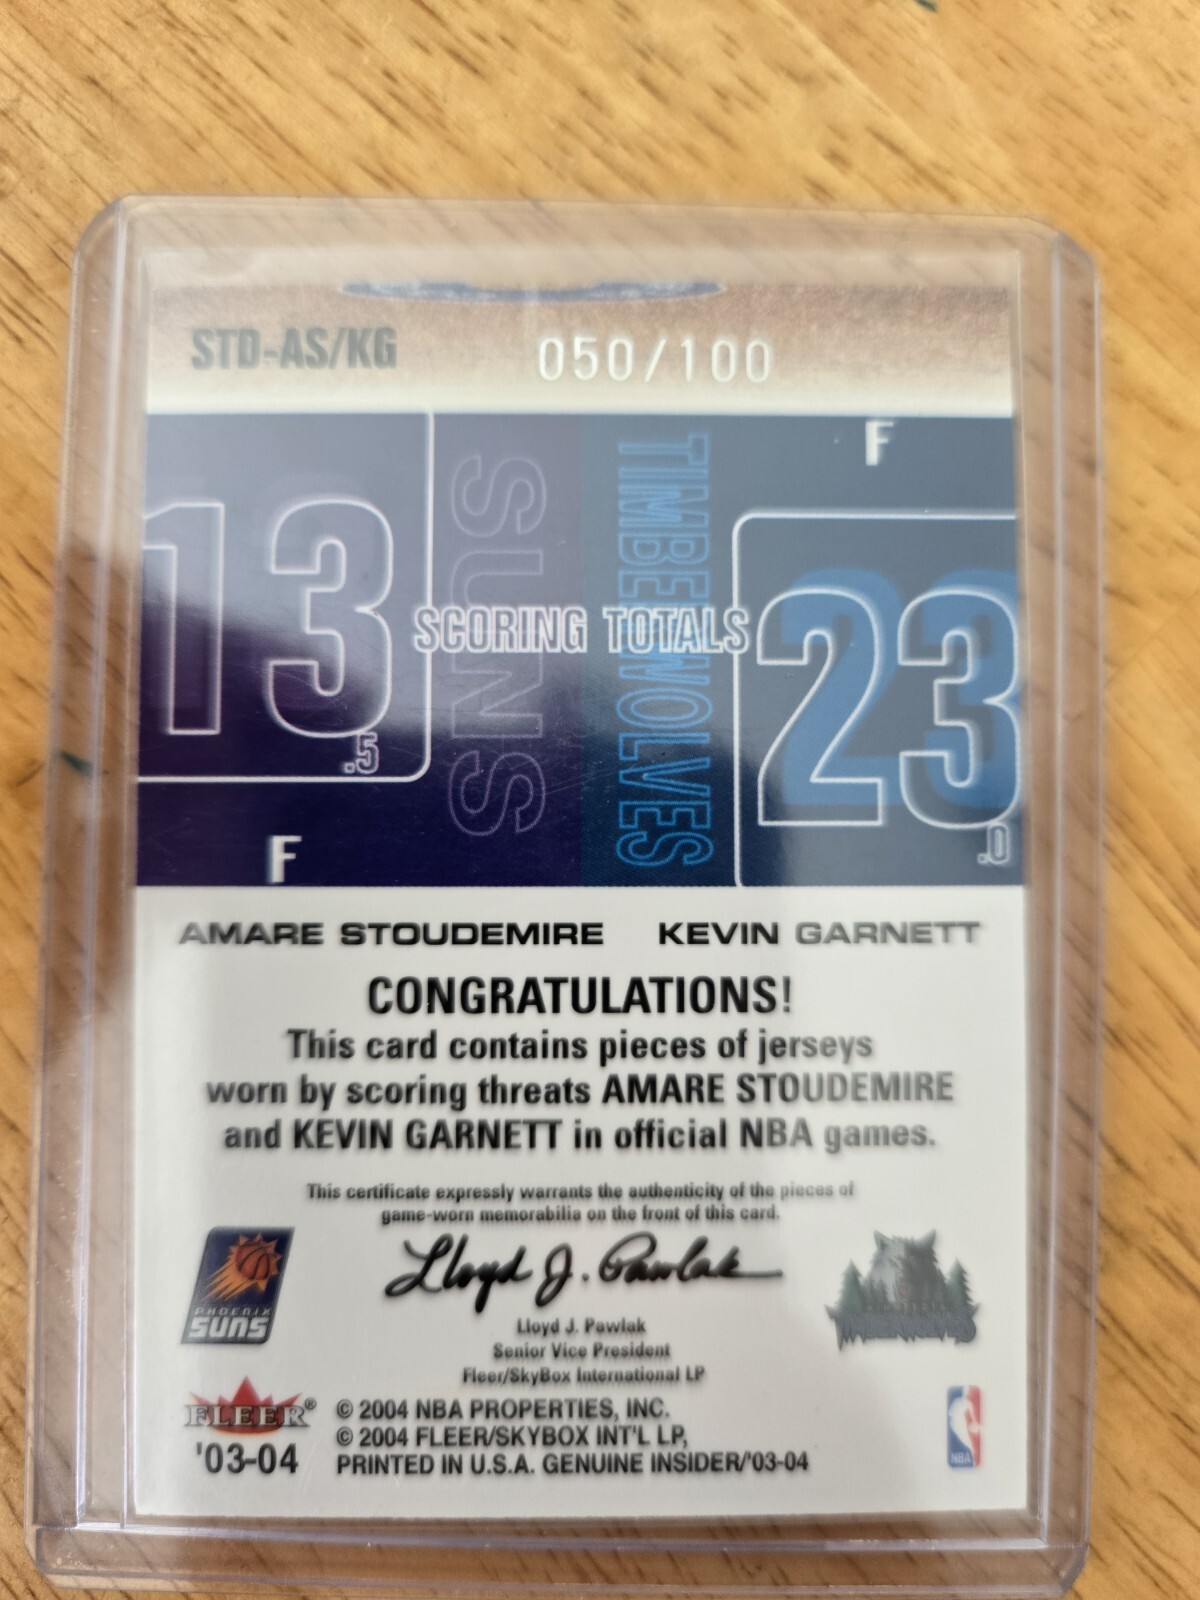 STD-AS/KG
050/100
F
SUNS
TIMBERWOLVES
13
.5
SCORING TOTALS
23
.0
F
AMARE STOUDEMIRE KEVIN GARNETT
CONGRATULATIONS!
This card contains pieces of jerseys
worn by scoring threats AMARE STOUDEMIRE
and KEVIN GARNETT in official NBA games.
This certificate expressly warrants the authenticity of the pieces of
game-worn memorabilia on the front of this card.
Lloyd J. Pawlak
Lloyd J. Pawlak
Senior Vice President
Fleer/SkyBox International LP
PHOENIX
SUNS
TIMBERWOLVES
FLEER®
'03-04
© 2004 NBA PROPERTIES, INC.
© 2004 FLEER/SKYBOX INT'L LP,
PRINTED IN U.S.A. GENUINE INSIDER/'03-04
NBA